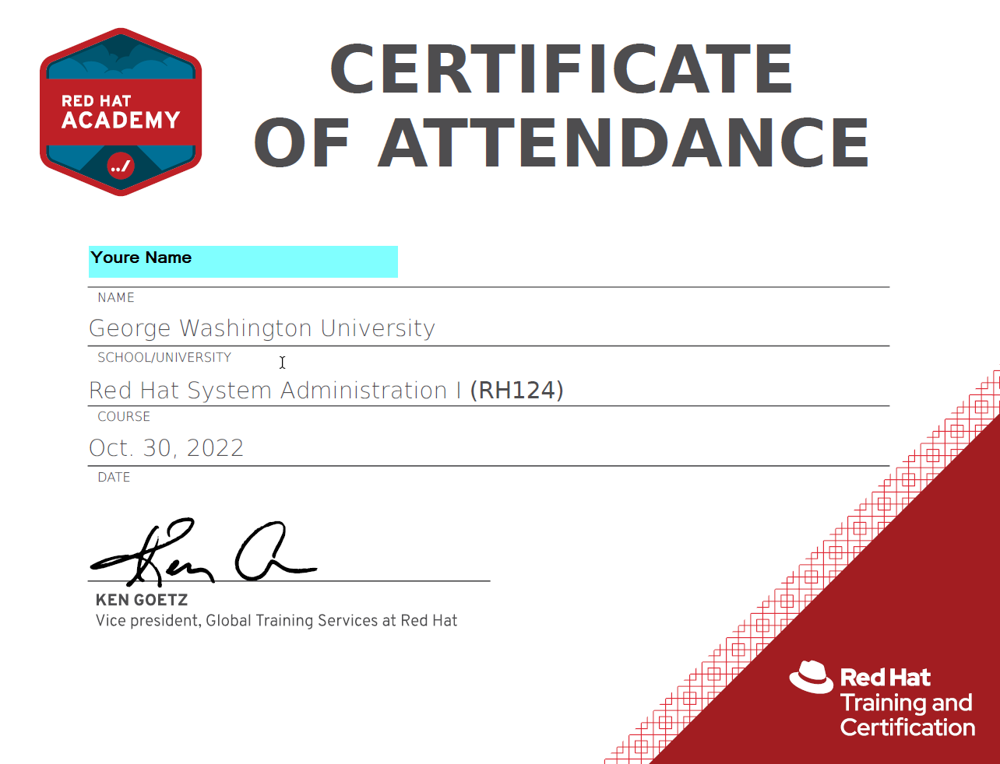 RED HAT
ACADEMY
../
CERTIFICATE
OF ATTENDANCE
Youre Name
NAME
George Washington University
SCHOOL/UNIVERSITY
Red Hat System Administration I (RH124)
COURSE
Oct. 30, 2022
DATE
Ken G
KEN GOETZ
Vice president, Global Training Services at Red Hat
Red Hat
Training and
Certification